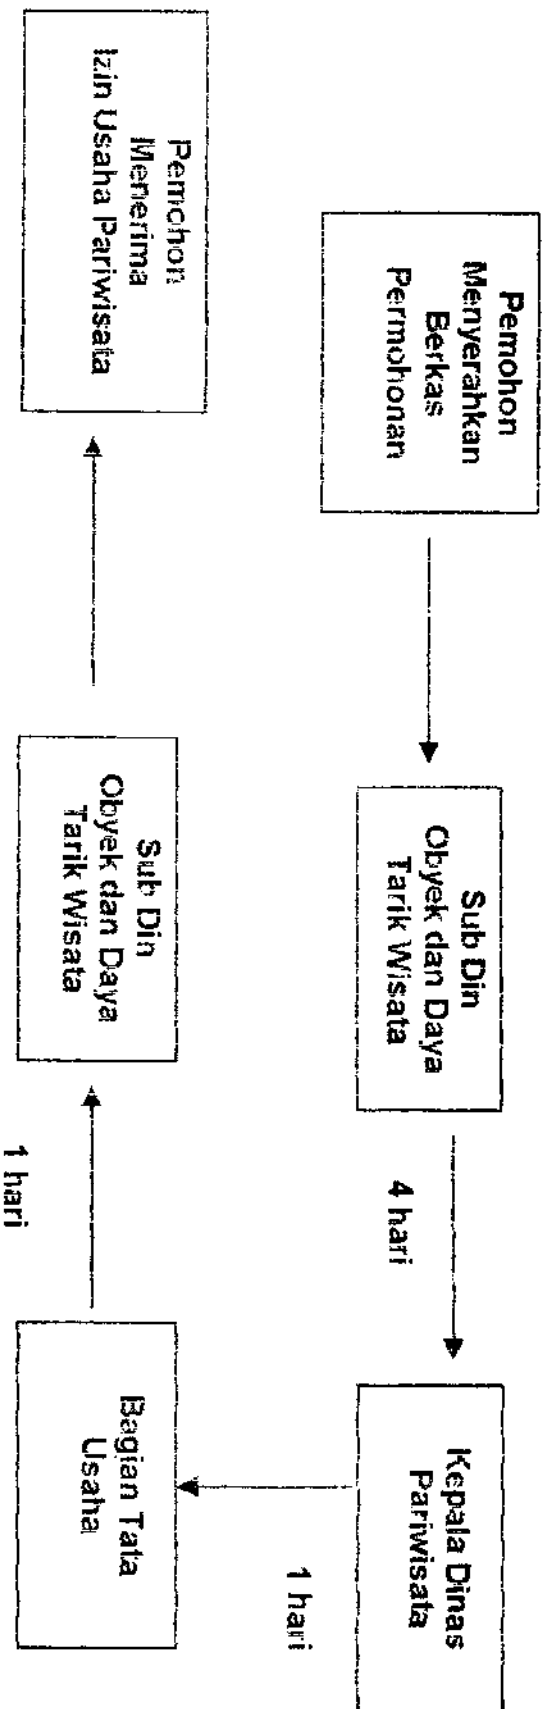 Pemohon
Menyerahkan
Berkas
Permohonan
Sub Din
Obyek dan Daya
Tarik Wisata
4 hari
Kepala Dinas
Pariwisata
1 hari
Bagian Tata
Usaha
1 hari
Sub Din
Obyek dan Daya
Tarik Wisata
Pemohon
Menerima
Izin Usaha Pariwisata